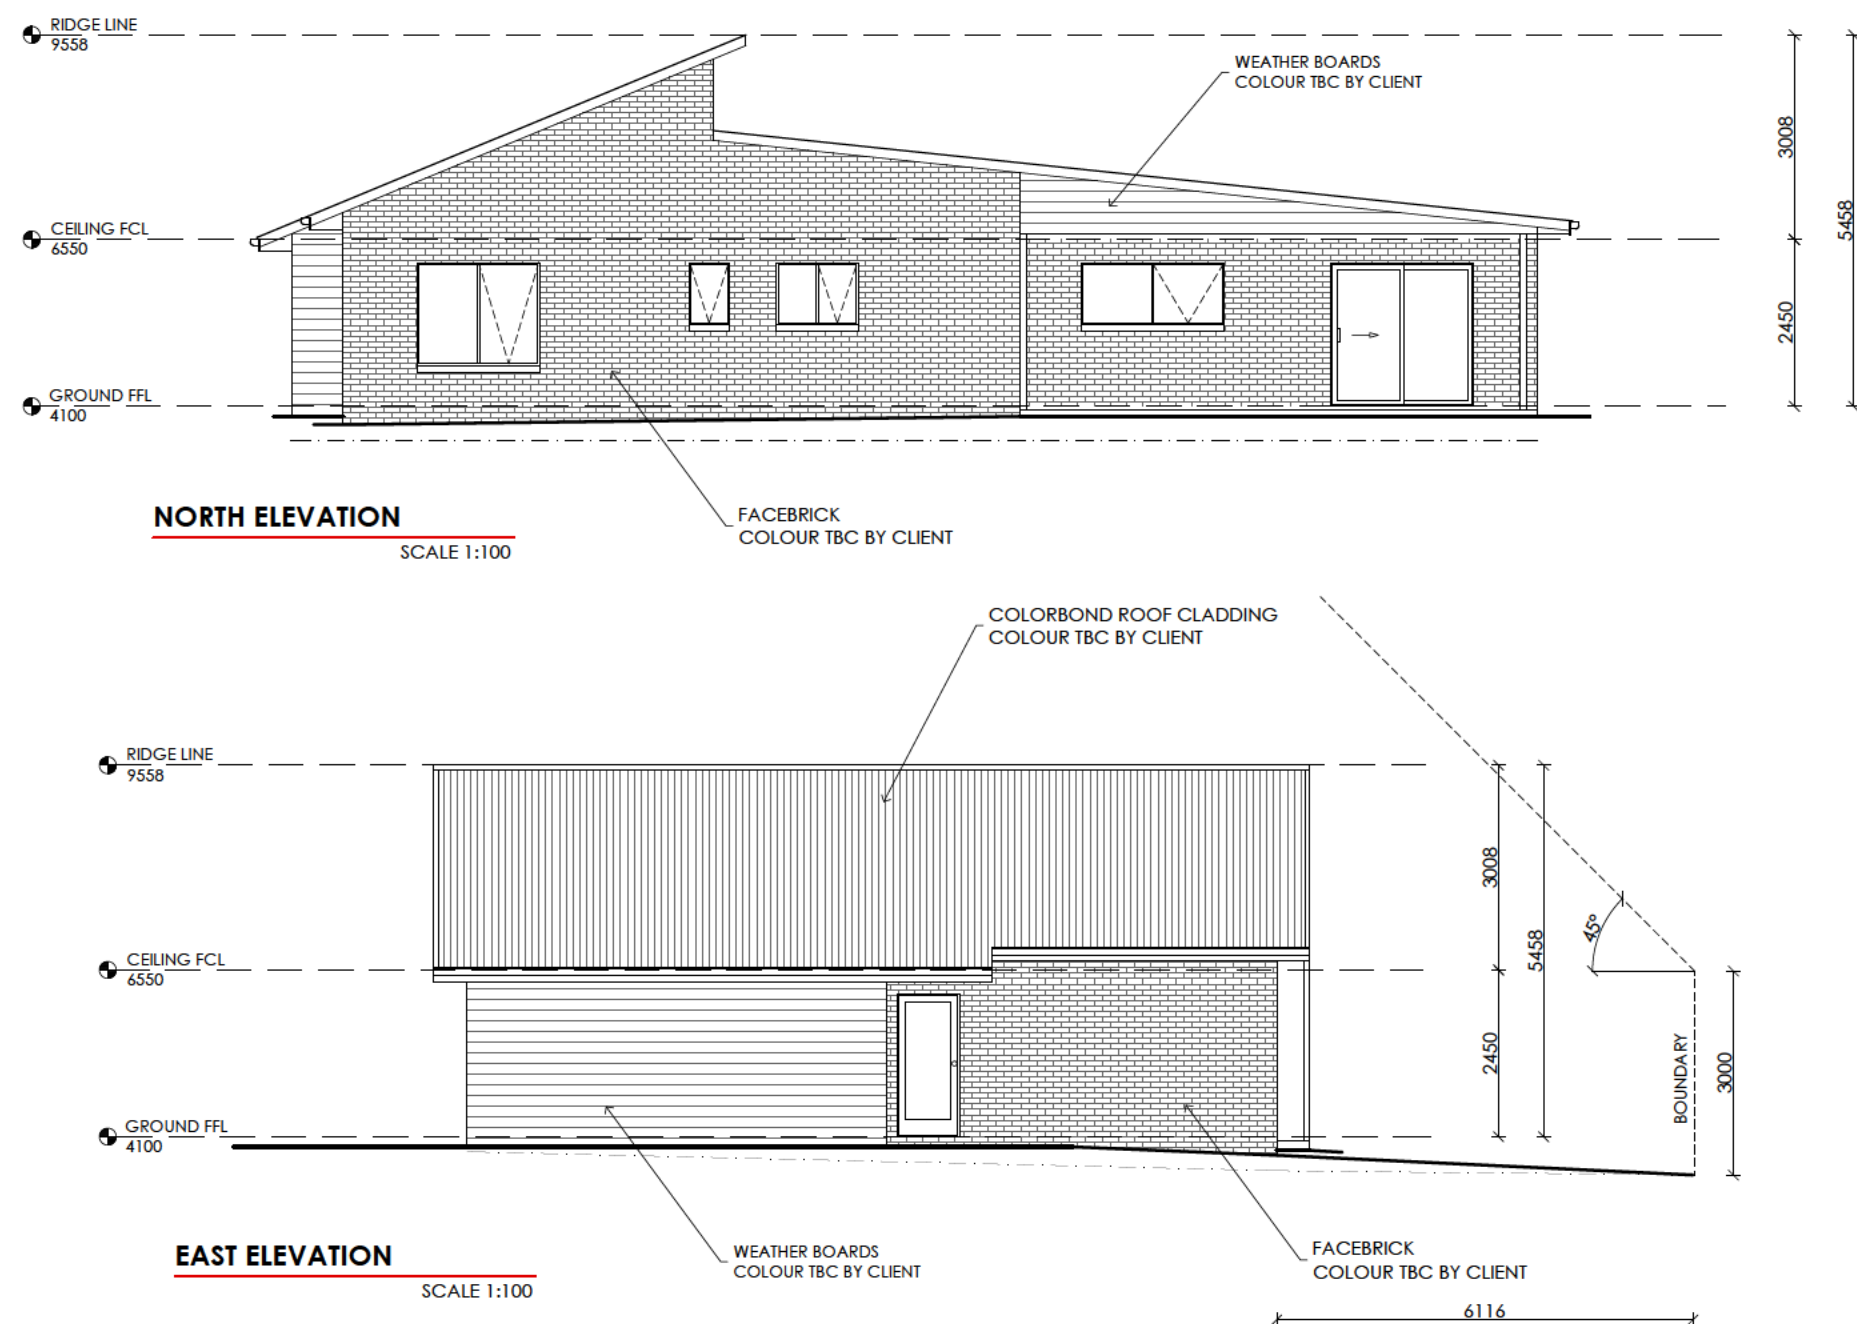 RIDGE LINE
9558
WEATHER BOARDS
COLOUR TBC BY CLIENT
3008
5458
CEILING FCL
6550
2450
GROUND FFL
4100
NORTH ELEVATION
SCALE 1:100
FACEBRICK
COLOUR TBC BY CLIENT
COLORBOND ROOF CLADDING
COLOUR TBC BY CLIENT
RIDGE LINE
9558
3008
45°
5458
CEILING FCL
6550
2450
BOUNDARY
3000
GROUND FFL
4100
EAST ELEVATION
SCALE 1:100
WEATHER BOARDS
COLOUR TBC BY CLIENT
FACEBRICK
COLOUR TBC BY CLIENT
6116